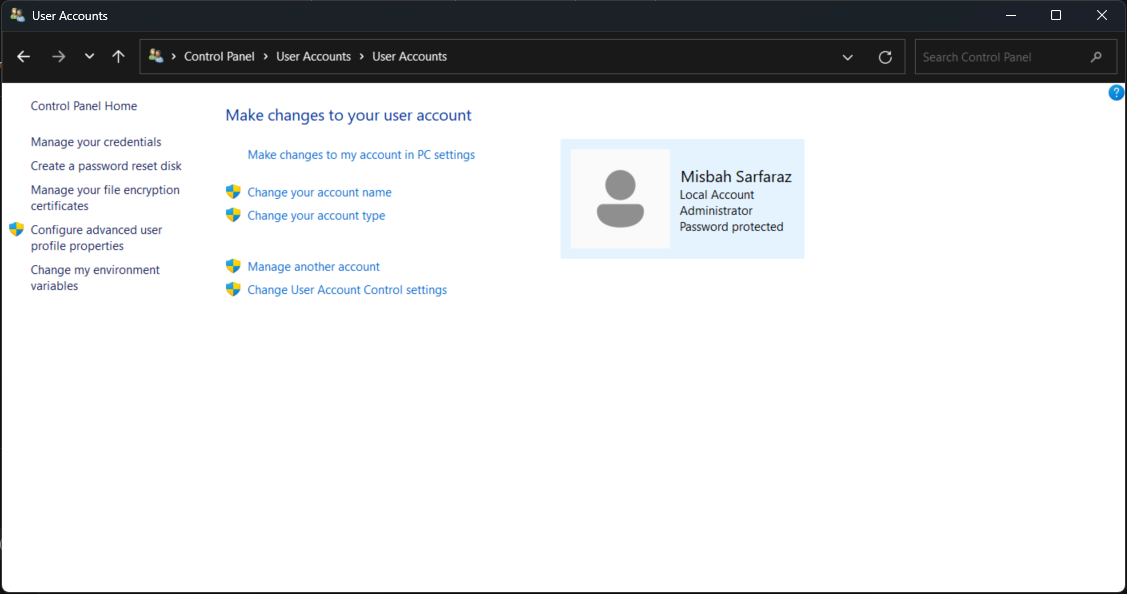 User Accounts
Control Panel > User Accounts > User Accounts
Search Control Panel
?
Control Panel Home
Manage your credentials
Create a password reset disk
Manage your file encryption
certificates
Configure advanced user
profile properties
Change my environment
variables
Make changes to your user account
Make changes to my account in PC settings
Change your account name
Change your account type
Manage another account
Change User Account Control settings
Misbah Sarfaraz
Local Account
Administrator
Password protected